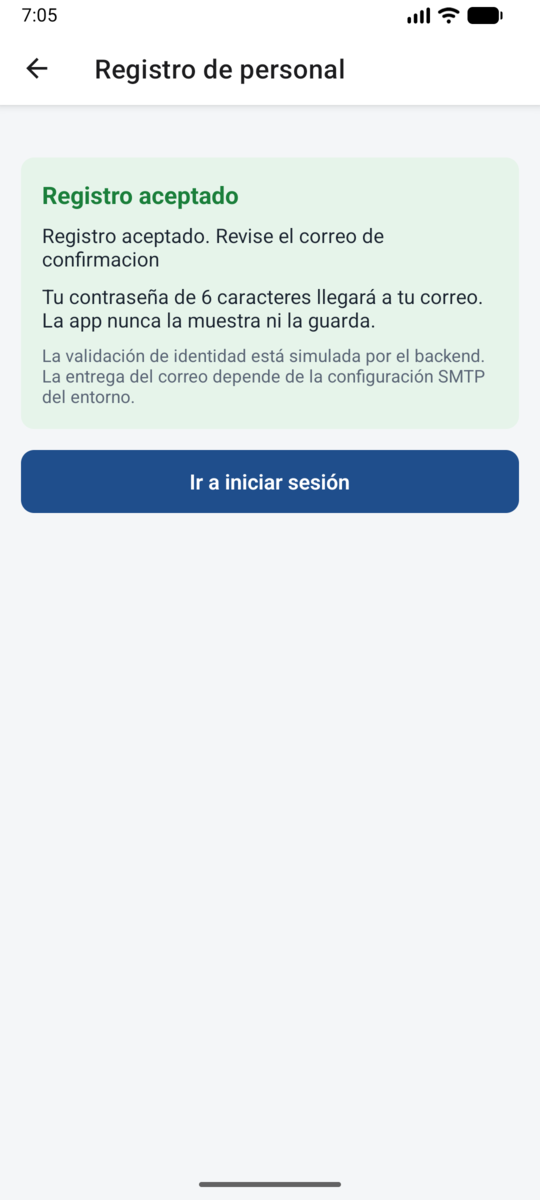 7:05
Registro de personal
Registro aceptado
Registro aceptado. Revise el correo de
confirmacion
Tu contraseña de 6 caracteres llegará a tu correo.
La app nunca la muestra ni la guarda.
La validación de identidad está simulada por el backend.
La entrega del correo depende de la configuración SMTP
del entorno.
Ir a iniciar sesión